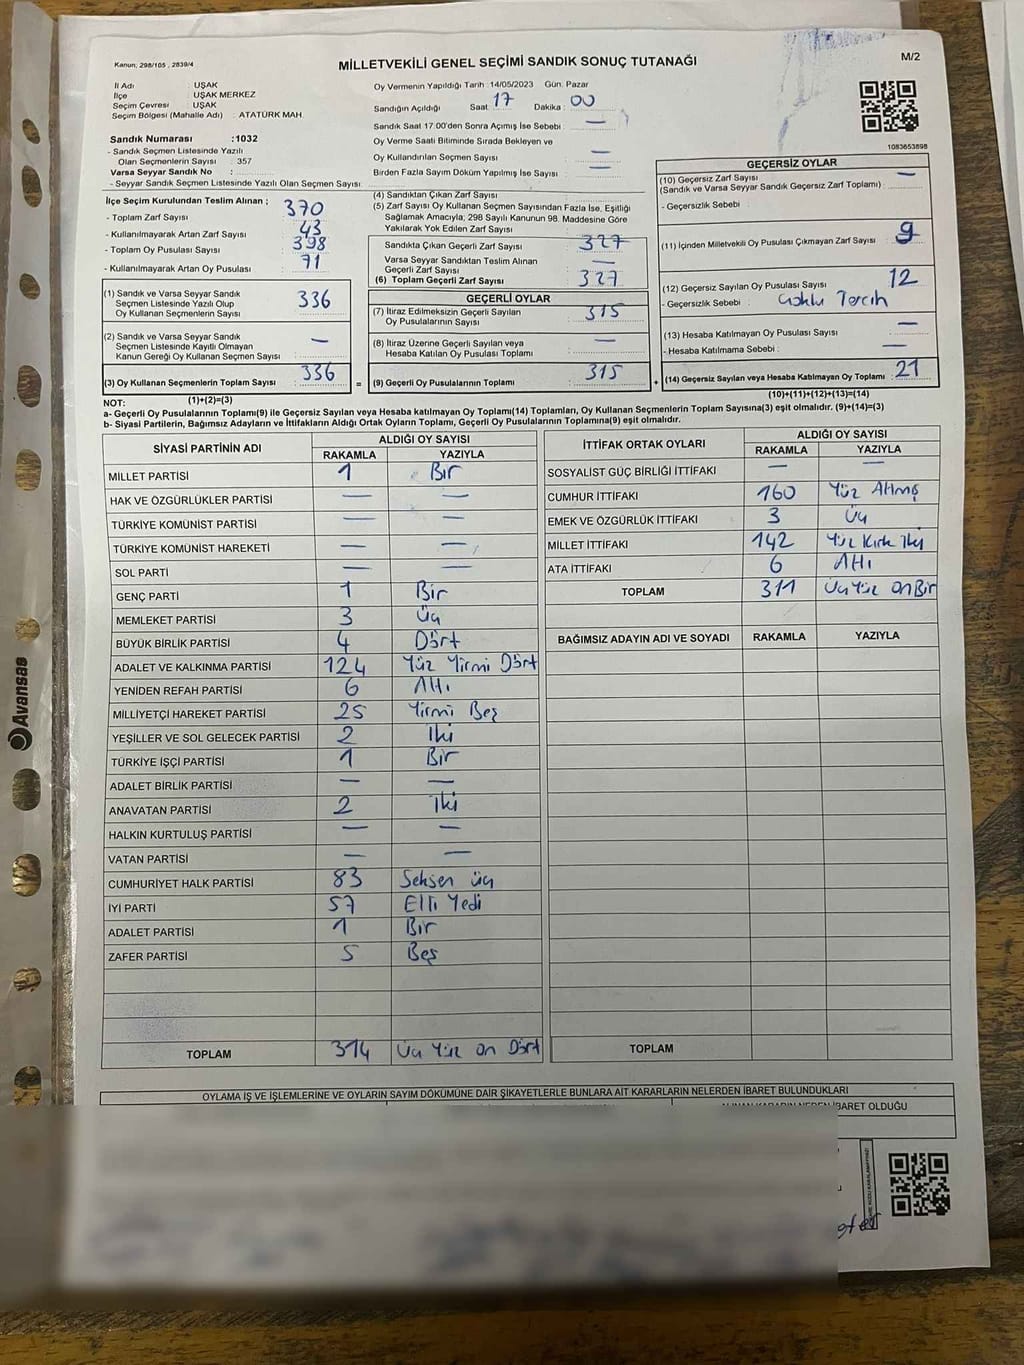 Kanun; 298/105 , 2839/4
MİLLETVEKİLİ GENEL SEÇİMİ SANDIK SONUÇ TUTANAĞI
M/2
İl Adı : UŞAK
İlçe : UŞAK MERKEZ
Seçim Çevresi : UŞAK
Seçim Bölgesi (Mahalle Adı) : ATATÜRK MAH.
Sandık Numarası :1032
- Sandık Seçmen Listesinde Yazılı
Olan Seçmenlerin Sayısı : 357
Varsa Seyyar Sandık No :
- Seyyar Sandık Seçmen Listesinde Yazılı Olan Seçmen Sayısı
Oy Vermenin Yapıldığı Tarih :14/05/2023 Gün: Pazar
Sandığın Açıldığı Saat : 17 Dakika : 00
Sandık Saat 17.00'den Sonra Açımış İse Sebebi : —
Oy Verme Saati Bitiminde Sırada Bekleyen ve
Oy Kullandırılan Seçmen Sayısı : —
Birden Fazla Sayım Döküm Yapılmış İse Sayısı : —
1083653898
İlçe Seçim Kurulundan Teslim Alınan ;
- Toplam Zarf Sayısı : 370
- Kullanılmayarak Artan Zarf Sayısı : 43
- Toplam Oy Pusulası Sayısı : 398
- Kullanılmayarak Artan Oy Pusulası : 71
(1) Sandık ve Varsa Seyyar Sandık
Seçmen Listesinde Yazılı Olup
Oy Kullanan Seçmenlerin Sayısı : 336
(2) Sandık ve Varsa Seyyar Sandık
Seçmen Listesinde Kayıtlı Olmayan
Kanun Gereği Oy Kullanan Seçmen Sayısı : —
(3) Oy Kullanan Seçmenlerin Toplam Sayısı : 336
(4) Sandıktan Çıkan Zarf Sayısı :
(5) Zarf Sayısı Oy Kullanan Seçmen Sayısından Fazla İse, Eşitliği
Sağlamak Amacıyla; 298 Sayılı Kanunun 98. Maddesine Göre
Yakılarak Yok Edilen Zarf Sayısı :
Sandıkta Çıkan Geçerli Zarf Sayısı : 327
Varsa Seyyar Sandıktan Teslim Alınan
Geçerli Zarf Sayısı : —
(6) Toplam Geçerli Zarf Sayısı : 327
GEÇERLİ OYLAR
(7) İtiraz Edilmeksizin Geçerli Sayılan
Oy Pusulalarının Sayısı : 315
(8) İtiraz Üzerine Geçerli Sayılan veya
Hesaba Katılan Oy Pusulası Toplamı : —
= (9) Geçerli Oy Pusulalarının Toplamı : 315
GEÇERSİZ OYLAR
(10) Geçersiz Zarf Sayısı
(Sandık ve Varsa Seyyar Sandık Geçersiz Zarf Toplamı) : —
- Geçersizlik Sebebi :
(11) İçinden Milletvekili Oy Pusulası Çıkmayan Zarf Sayısı : 9
(12) Geçersiz Sayılan Oy Pusulası Sayısı : 12
- Geçersizlik Sebebi : Çoklu Tercih
(13) Hesaba Katılmayan Oy Pusulası Sayısı : —
- Hesaba Katılmama Sebebi : —
+ (14) Geçersiz Sayılan veya Hesaba Katılmayan Oy Toplamı : 21
NOT: (1)+(2)=(3)
(10)+(11)+(12)+(13)=(14)
a- Geçerli Oy Pusulalarının Toplamı(9) ile Geçersiz Sayılan veya Hesaba katılmayan Oy Toplamı(14) Toplamları, Oy Kullanan Seçmenlerin Toplam Sayısına(3) eşit olmalıdır. (9)+(14)=(3)
b- Siyasi Partilerin, Bağımsız Adayların ve İttifakların Aldığı Ortak Oyların Toplamı, Geçerli Oy Pusulalarının Toplamına(9) eşit olmalıdır.
SİYASİ PARTİNİN ADI ALDIĞI OY SAYISI
RAKAMLA YAZIYLA
MİLLET PARTİSİ 1 Bir
HAK VE ÖZGÜRLÜKLER PARTİSİ — —
TÜRKİYE KOMÜNİST PARTİSİ — —
TÜRKİYE KOMÜNİST HAREKETİ — —
SOL PARTİ — —
GENÇ PARTİ 1 Bir
MEMLEKET PARTİSİ 3 Üç
BÜYÜK BİRLİK PARTİSİ 4 Dört
ADALET VE KALKINMA PARTİSİ 124 Yüz Yirmi Dört
YENİDEN REFAH PARTİSİ 6 Altı
MİLLİYETÇİ HAREKET PARTİSİ 25 Yirmi Beş
YEŞİLLER VE SOL GELECEK PARTİSİ 2 İki
TÜRKİYE İŞÇİ PARTİSİ 1 Bir
ADALET BİRLİK PARTİSİ — —
ANAVATAN PARTİSİ 2 İki
HALKIN KURTULUŞ PARTİSİ — —
VATAN PARTİSİ — —
CUMHURİYET HALK PARTİSİ 83 Seksen üç
İYİ PARTİ 57 Elli Yedi
ADALET PARTİSİ 1 Bir
ZAFER PARTİSİ 5 Beş
TOPLAM 314 Üç Yüz On Dört
İTTİFAK ORTAK OYLARI ALDIĞI OY SAYISI
RAKAMLA YAZIYLA
SOSYALİST GÜÇ BİRLİĞİ İTTİFAKI — —
CUMHUR İTTİFAKI 160 Yüz Altmış
EMEK VE ÖZGÜRLÜK İTTİFAKI 3 Üç
MİLLET İTTİFAKI 142 Yüz Kırk İki
ATA İTTİFAKI 6 Altı
TOPLAM 311 Üç Yüz On Bir
BAĞIMSIZ ADAYIN ADI VE SOYADI RAKAMLA YAZIYLA
TOPLAM
OYLAMA İŞ VE İŞLEMLERİNE VE OYLARIN SAYIM DÖKÜMÜNE DAİR ŞİKAYETLERLE BUNLARA AİT KARARLARIN NELERDEN İBARET BULUNDUKLARI
ALINAN KARARIN NEDEN İBARET OLDUĞU
Avansas